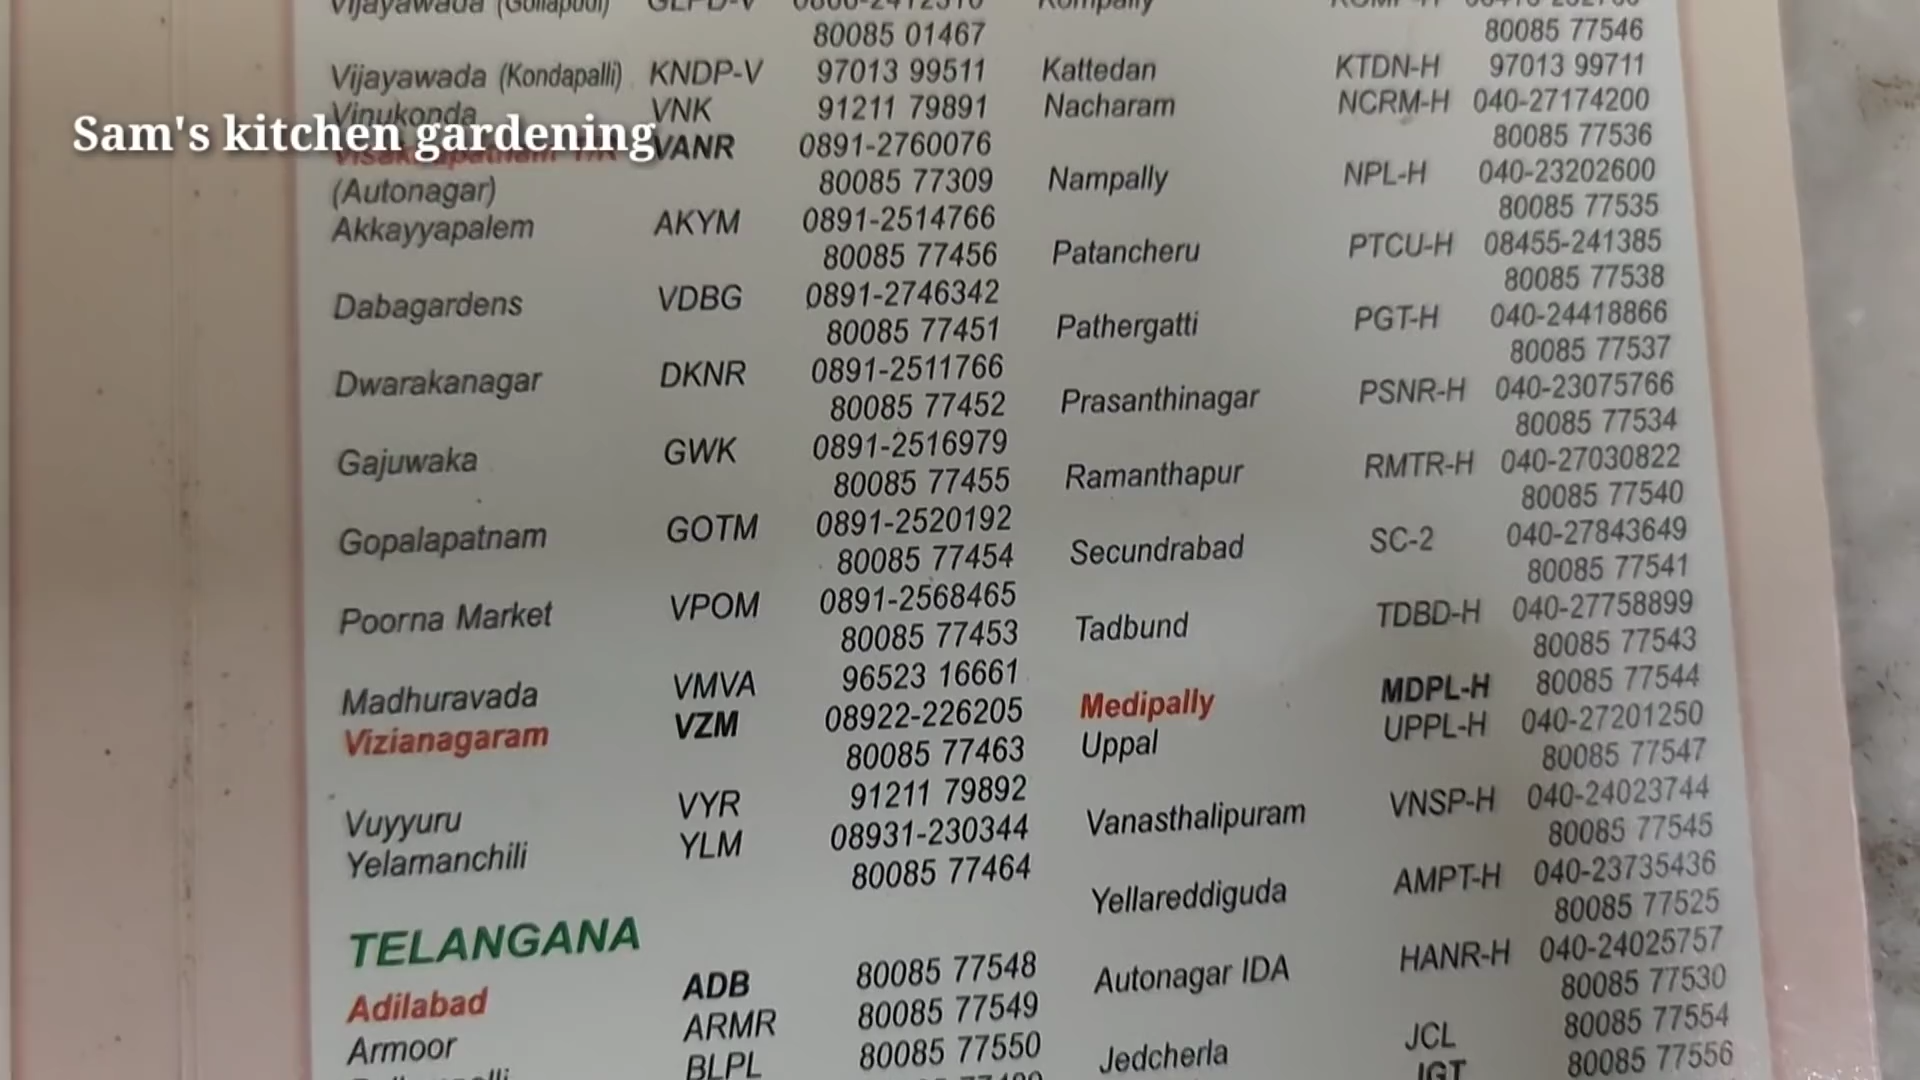 Sam's kitchen gardening
80085 01467
Vijayawada (Kondapalli) KNDP-V 97013 99511
Vinukonda VNK 91211 79891
VANR 0891-2760076
(Autonagar) 80085 77309
Akkayyapalem AKYM 0891-2514766
80085 77456
Dabagardens VDBG 0891-2746342
80085 77451
Dwarakanagar DKNR 0891-2511766
80085 77452
Gajuwaka GWK 0891-2516979
80085 77455
Gopalapatnam GOTM 0891-2520192
80085 77454
Poorna Market VPOM 0891-2568465
80085 77453
Madhuravada VMVA 96523 16661
Vizianagaram VZM 08922-226205
80085 77463
Vuyyuru VYR 91211 79892
Yelamanchili YLM 08931-230344
80085 77464
TELANGANA
Adilabad ADB 80085 77548
Armoor ARMR 80085 77549
BLPL 80085 77550
Kompally
80085 77546
Kattedan KTDN-H 97013 99711
Nacharam NCRM-H 040-27174200
80085 77536
Nampally NPL-H 040-23202600
80085 77535
Patancheru PTCU-H 08455-241385
80085 77538
Pathergatti PGT-H 040-24418866
80085 77537
Prasanthinagar PSNR-H 040-23075766
80085 77534
Ramanthapur RMTR-H 040-27030822
80085 77540
Secundrabad SC-2 040-27843649
80085 77541
Tadbund TDBD-H 040-27758899
80085 77543
Medipally MDPL-H 80085 77544
Uppal UPPL-H 040-27201250
80085 77547
Vanasthalipuram VNSP-H 040-24023744
80085 77545
Yellareddiguda AMPT-H 040-23735436
80085 77525
Autonagar IDA HANR-H 040-24025757
80085 77530
Jedcherla JCL 80085 77554
JGT 80085 77556